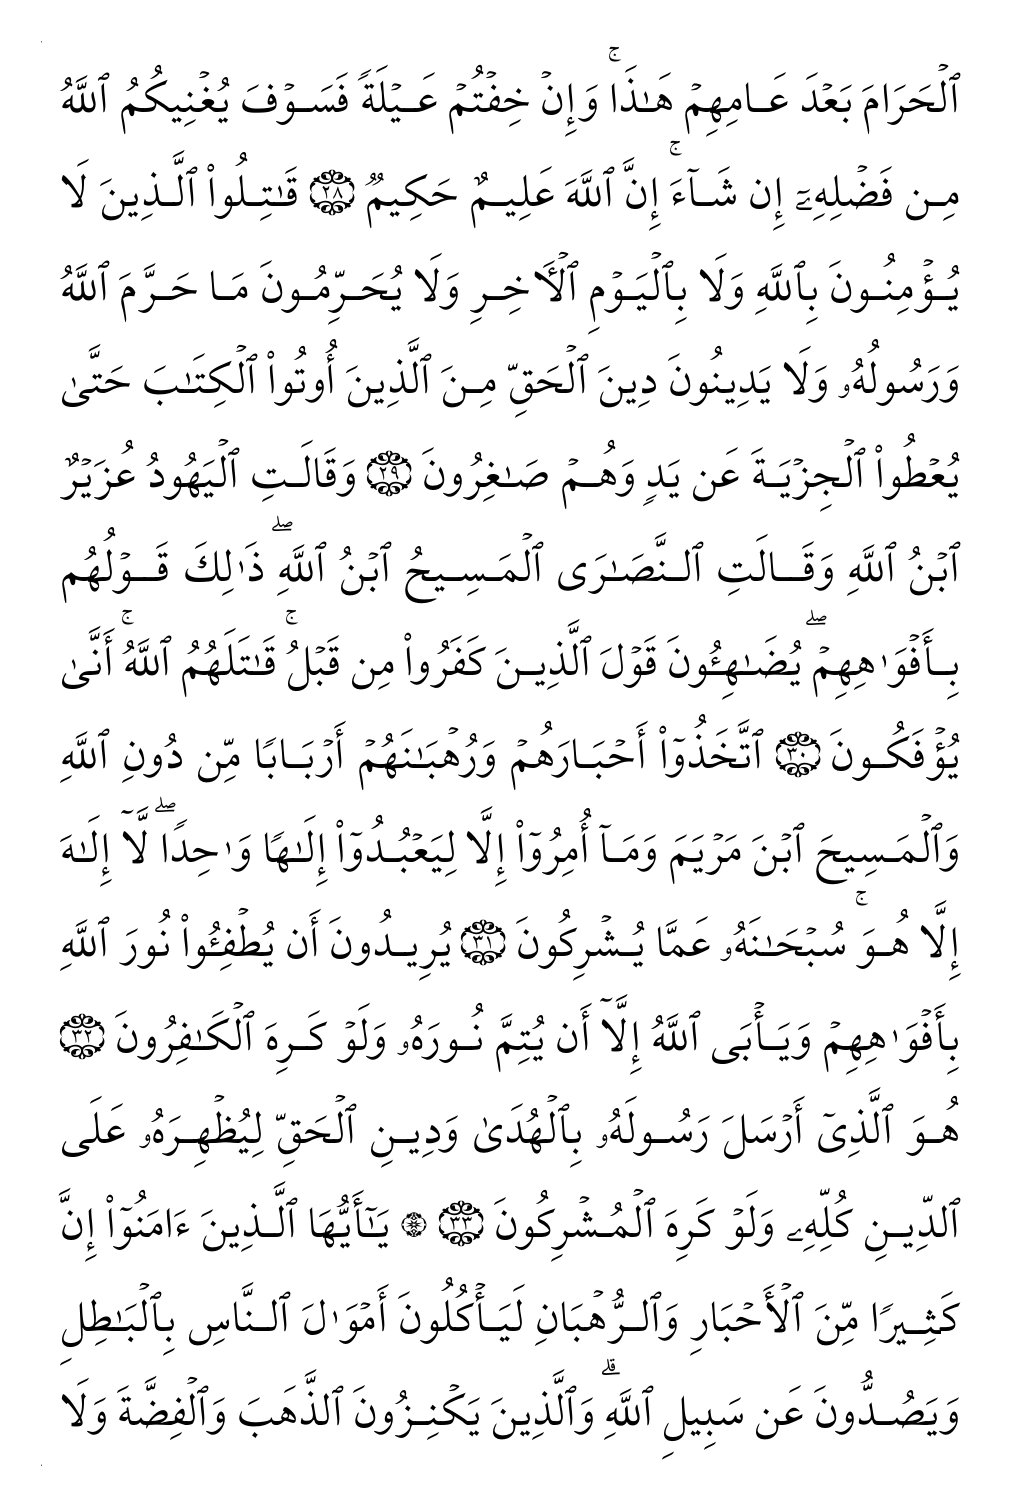 ٱلۡحَرَامَ بَعۡدَ عَامِهِمۡ هَٰذَاۚ وَإِنۡ خِفۡتُمۡ عَيۡلَةٗ فَسَوۡفَ يُغۡنِيكُمُ ٱللَّهُ
مِن فَضۡلِهِۦٓ إِن شَآءَۚ إِنَّ ٱللَّهَ عَلِيمٌ حَكِيمٞ ٢٨ قَٰتِلُواْ ٱلَّذِينَ لَا
يُؤۡمِنُونَ بِٱللَّهِ وَلَا بِٱلۡيَوۡمِ ٱلۡأٓخِرِ وَلَا يُحَرِّمُونَ مَا حَرَّمَ ٱللَّهُ
وَرَسُولُهُۥ وَلَا يَدِينُونَ دِينَ ٱلۡحَقِّ مِنَ ٱلَّذِينَ أُوتُواْ ٱلۡكِتَٰبَ حَتَّىٰ
يُعۡطُواْ ٱلۡجِزۡيَةَ عَن يَدٖ وَهُمۡ صَٰغِرُونَ ٢٩ وَقَالَتِ ٱلۡيَهُودُ عُزَيۡرٌ
ٱبۡنُ ٱللَّهِ وَقَالَتِ ٱلنَّصَٰرَى ٱلۡمَسِيحُ ٱبۡنُ ٱللَّهِۖ ذَٰلِكَ قَوۡلُهُم
بِأَفۡوَٰهِهِمۡۖ يُضَٰهِـُٔونَ قَوۡلَ ٱلَّذِينَ كَفَرُواْ مِن قَبۡلُۚ قَٰتَلَهُمُ ٱللَّهُۚ أَنَّىٰ
يُؤۡفَكُونَ ٣٠ ٱتَّخَذُوٓاْ أَحۡبَارَهُمۡ وَرُهۡبَٰنَهُمۡ أَرۡبَابٗا مِّن دُونِ ٱللَّهِ
وَٱلۡمَسِيحَ ٱبۡنَ مَرۡيَمَ وَمَآ أُمِرُوٓاْ إِلَّا لِيَعۡبُدُوٓاْ إِلَٰهٗا وَٰحِدٗاۖ لَّآ إِلَٰهَ
إِلَّا هُوَۚ سُبۡحَٰنَهُۥ عَمَّا يُشۡرِكُونَ ٣١ يُرِيدُونَ أَن يُطۡفِـُٔواْ نُورَ ٱللَّهِ
بِأَفۡوَٰهِهِمۡ وَيَأۡبَى ٱللَّهُ إِلَّآ أَن يُتِمَّ نُورَهُۥ وَلَوۡ كَرِهَ ٱلۡكَٰفِرُونَ ٣٢
هُوَ ٱلَّذِيٓ أَرۡسَلَ رَسُولَهُۥ بِٱلۡهُدَىٰ وَدِينِ ٱلۡحَقِّ لِيُظۡهِرَهُۥ عَلَى
ٱلدِّينِ كُلِّهِۦ وَلَوۡ كَرِهَ ٱلۡمُشۡرِكُونَ ٣٣ ۞ يَٰٓأَيُّهَا ٱلَّذِينَ ءَامَنُوٓاْ إِنَّ
كَثِيرٗا مِّنَ ٱلۡأَحۡبَارِ وَٱلرُّهۡبَانِ لَيَأۡكُلُونَ أَمۡوَٰلَ ٱلنَّاسِ بِٱلۡبَٰطِلِ
وَيَصُدُّونَ عَن سَبِيلِ ٱللَّهِۗ وَٱلَّذِينَ يَكۡنِزُونَ ٱلذَّهَبَ وَٱلۡفِضَّةَ وَلَا